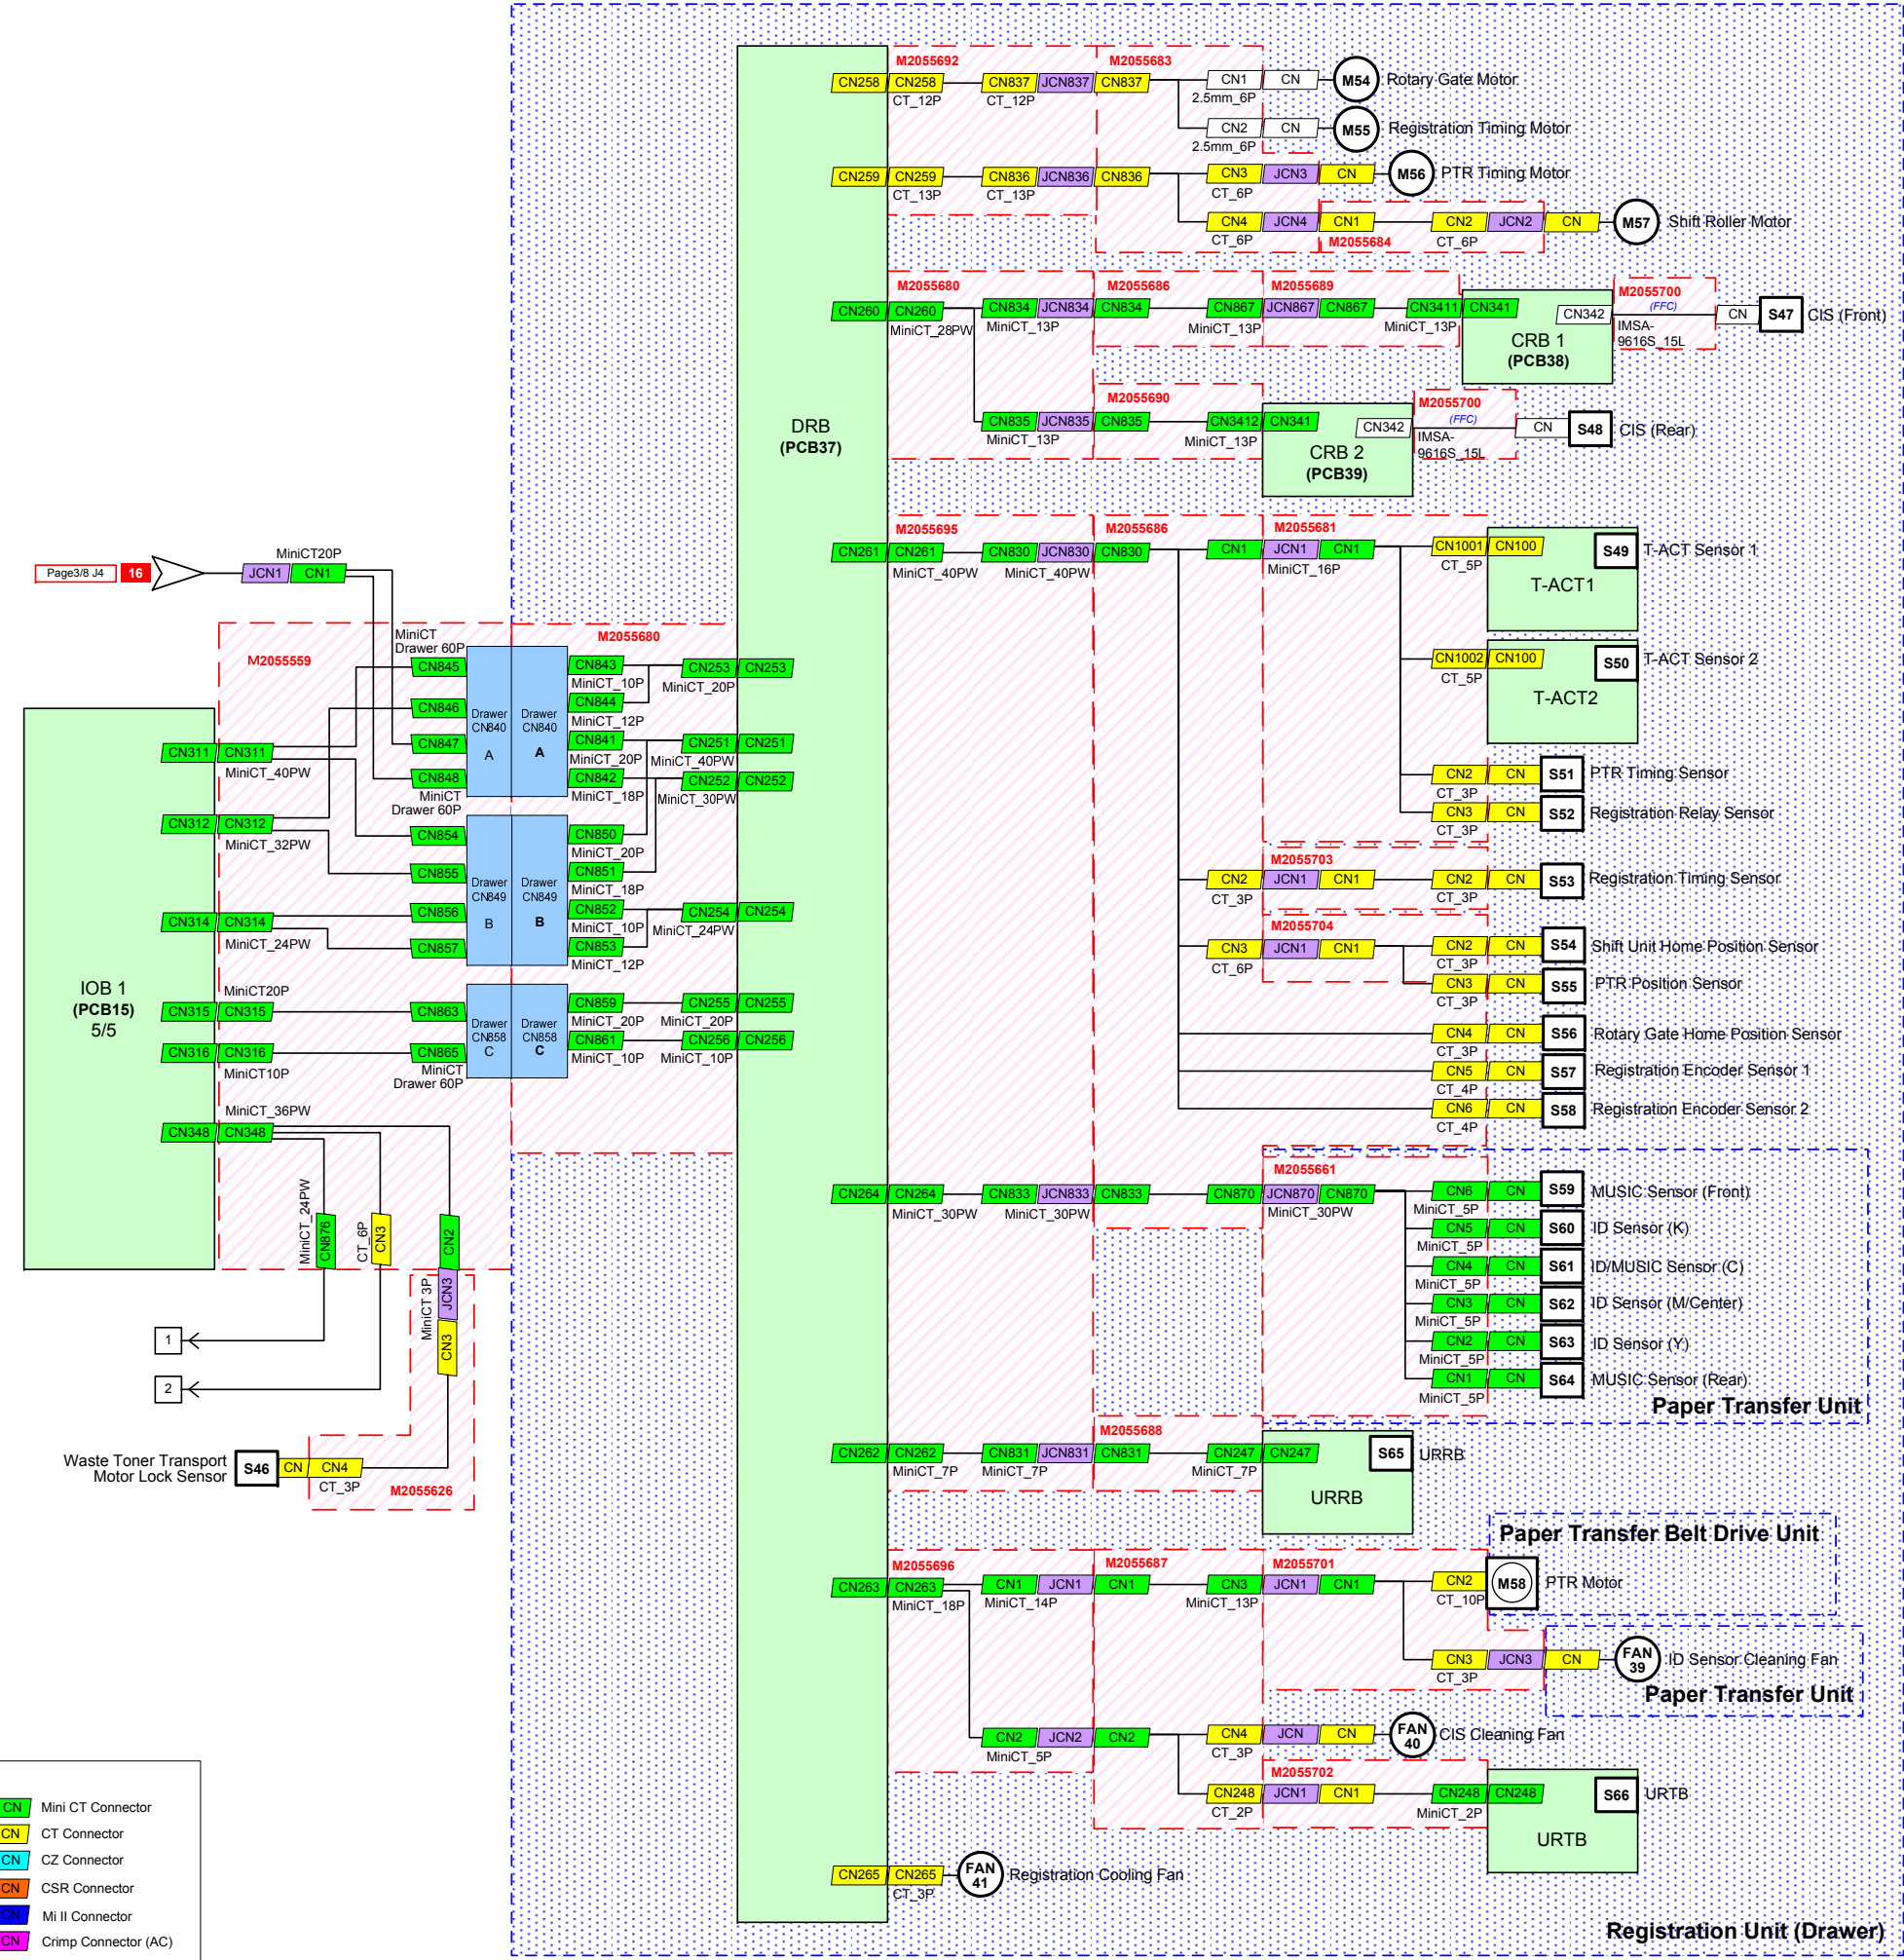 M2055692
M2055683
CN258
CN258
CN837
JCN837
CN837
CN1
CN
M54
Rotary Gate Motor
CT_12P
CT_12P
2.5mm_6P
CN2
CN
M55
Registration Timing Motor
2.5mm_6P
CN259
CN259
CN836
JCN836
CN836
CN3
JCN3
CN
M56
PTR Timing Motor
CT_13P
CT_13P
CT_6P
CN4
JCN4
CN1
CN2
JCN2
CN
M57
Shift Roller Motor
CT_6P
M2055684
CT_6P
M2055680
M2055686
M2055689
M2055700
(FFC)
CN260
CN260
CN834
JCN834
CN834
CN867
JCN867
CN867
CN3411
CN341
CN342
CN
S47
CIS (Front)
MiniCT_28PW
MiniCT_13P
MiniCT_13P
MiniCT_13P
IMSA-
9616S_15L
CRB 1
(PCB38)
M2055690
M2055700
(FFC)
CN835
JCN835
CN835
CN3412
CN341
CN342
CN
S48
CIS (Rear)
MiniCT_13P
MiniCT_13P
IMSA-
9616S_15L
CRB 2
(PCB39)
DRB
(PCB37)
M2055695
M2055686
M2055681
CN261
CN261
CN830
JCN830
CN830
CN1
JCN1
CN1
CN1001
CN100
S49
T-ACT Sensor 1
MiniCT_40PW
MiniCT_40PW
MiniCT_16P
CT_5P
T-ACT1
CN1002
CN100
S50
T-ACT Sensor 2
CT_5P
T-ACT2
CN2
CN
S51
PTR Timing Sensor
CT_3P
CN3
CN
S52
Registration Relay Sensor
CT_3P
M2055703
CN2
JCN1
CN1
CN2
CN
S53
Registration Timing Sensor
CT_3P
CT_3P
M2055704
CN3
JCN1
CN1
CN2
CN
S54
Shift Unit Home Position Sensor
CT_6P
CT_3P
CN3
CN
S55
PTR Position Sensor
CT_3P
CN4
CN
S56
Rotary Gate Home Position Sensor
CT_3P
CN5
CN
S57
Registration Encoder Sensor 1
CT_4P
CN6
CN
S58
Registration Encoder Sensor 2
CT_4P
Page3/8 J4
16
MiniCT20P
JCN1
CN1
M2055559
M2055680
MiniCT
Drawer 60P
CN845
CN846
CN847
CN848
MiniCT
Drawer 60P
Drawer
CN840
A
Drawer
CN840
A
CN843
MiniCT_10P
CN844
MiniCT_12P
CN841
MiniCT_20P
CN842
MiniCT_18P
CN253
CN253
MiniCT_20P
CN251
CN251
MiniCT_40PW
CN252
CN252
MiniCT_30PW
CN311
CN311
MiniCT_40PW
CN312
CN312
MiniCT_32PW
CN854
CN855
CN856
CN857
Drawer
CN849
B
Drawer
CN849
B
CN850
MiniCT_20P
CN851
MiniCT_18P
CN852
MiniCT_10P
CN853
MiniCT_12P
CN254
CN254
MiniCT_24PW
CN314
CN314
MiniCT_24PW
IOB 1
(PCB15)
5/5
MiniCT20P
CN315
CN315
CN863
CN316
CN316
MiniCT10P
CN865
MiniCT
Drawer 60P
Drawer
CN858
C
Drawer
CN858
C
CN859
MiniCT_20P
CN861
MiniCT_10P
CN255
CN255
MiniCT_20P
CN256
CN256
MiniCT_10P
MiniCT_36PW
CN348
CN348
MiniCT_24PW
CN876
CT_6P
CN3
CN2
MiniCT 3P
JCN3
CN3
1
2
Waste Toner Transport
Motor Lock Sensor
S46
CN
CN4
CT_3P
M2055626
M2055661
CN264
CN264
CN833
JCN833
CN833
CN870
JCN870
CN870
CN6
CN
S59
MUSIC Sensor (Front)
MiniCT_30PW
MiniCT_30PW
MiniCT_30PW
MiniCT_5P
CN5
CN
S60
ID Sensor (K)
MiniCT_5P
CN4
CN
S61
ID/MUSIC Sensor (C)
MiniCT_5P
CN3
CN
S62
ID Sensor (M/Center)
MiniCT_5P
CN2
CN
S63
ID Sensor (Y)
MiniCT_5P
CN1
CN
S64
MUSIC Sensor (Rear)
MiniCT_5P
Paper Transfer Unit
M2055688
CN262
CN262
CN831
JCN831
CN831
CN247
CN247
S65
URRB
MiniCT_7P
MiniCT_7P
MiniCT_7P
URRB
Paper Transfer Belt Drive Unit
M2055696
M2055687
M2055701
CN263
CN263
CN1
JCN1
CN1
CN3
JCN1
CN1
CN2
M58
PTR Motor
MiniCT_18P
MiniCT_14P
MiniCT_13P
CT_10P
CN3
JCN3
CN
FAN
39
ID Sensor Cleaning Fan
CT_3P
Paper Transfer Unit
CN2
JCN2
CN2
CN4
JCN
CN
FAN
40
CIS Cleaning Fan
MiniCT_5P
CT_3P
M2055702
CN248
JCN1
CN1
CN248
CN248
S66
URTB
CT_2P
MiniCT_2P
URTB
CN265
CN265
FAN
41
Registration Cooling Fan
CT_3P
Registration Unit (Drawer)
CN
Mini CT Connector
CN
CT Connector
CN
CZ Connector
CN
CSR Connector
CN
Mi II Connector
CN
Crimp Connector (AC)